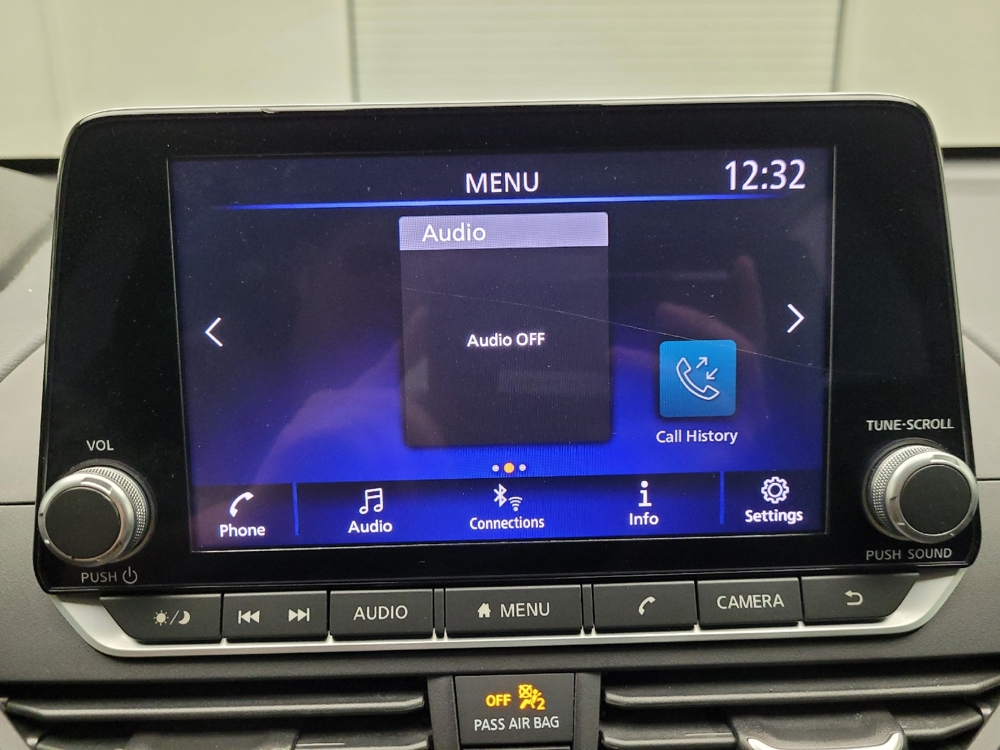 MENU
12:32
Audio
Audio OFF
Call History
Phone
Audio
Connections
Info
Settings
VOL
PUSH
TUNE·SCROLL
PUSH SOUND
AUDIO
MENU
CAMERA
OFF
2
PASS AIR BAG